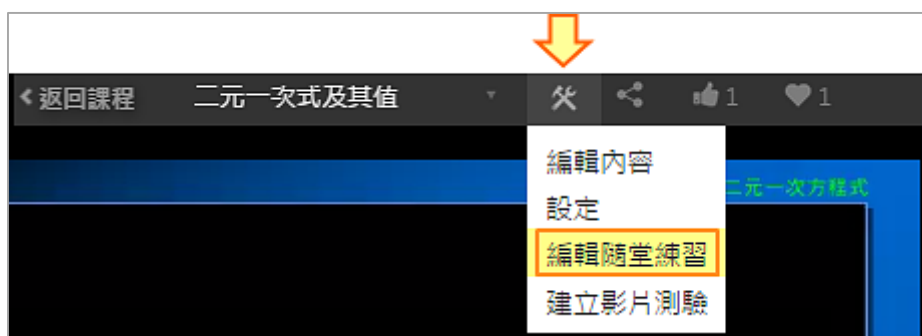 返回課程 二元一次式及其值 1 1
編輯內容
二元一次方程式
設定
編輯隨堂練習
建立影片測驗